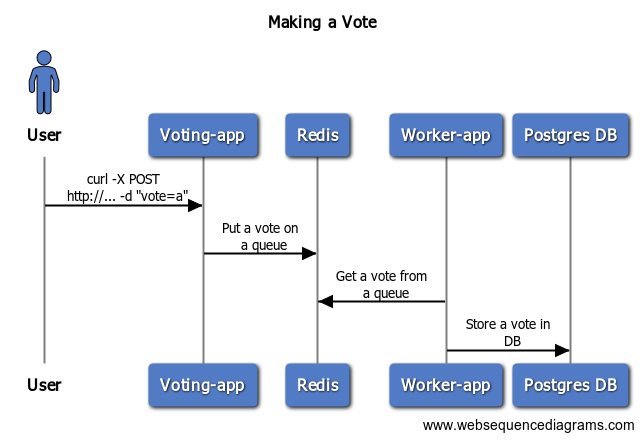 Making a Vote
User
Voting-app
Redis
Worker-app
Postgres DB
curl -X POST
http://... -d "vote=a"
Put a vote on
a queue
Get a vote from
a queue
Store a vote in
DB
User
Voting-app
Redis
Worker-app
Postgres DB
www.websequencediagrams.com